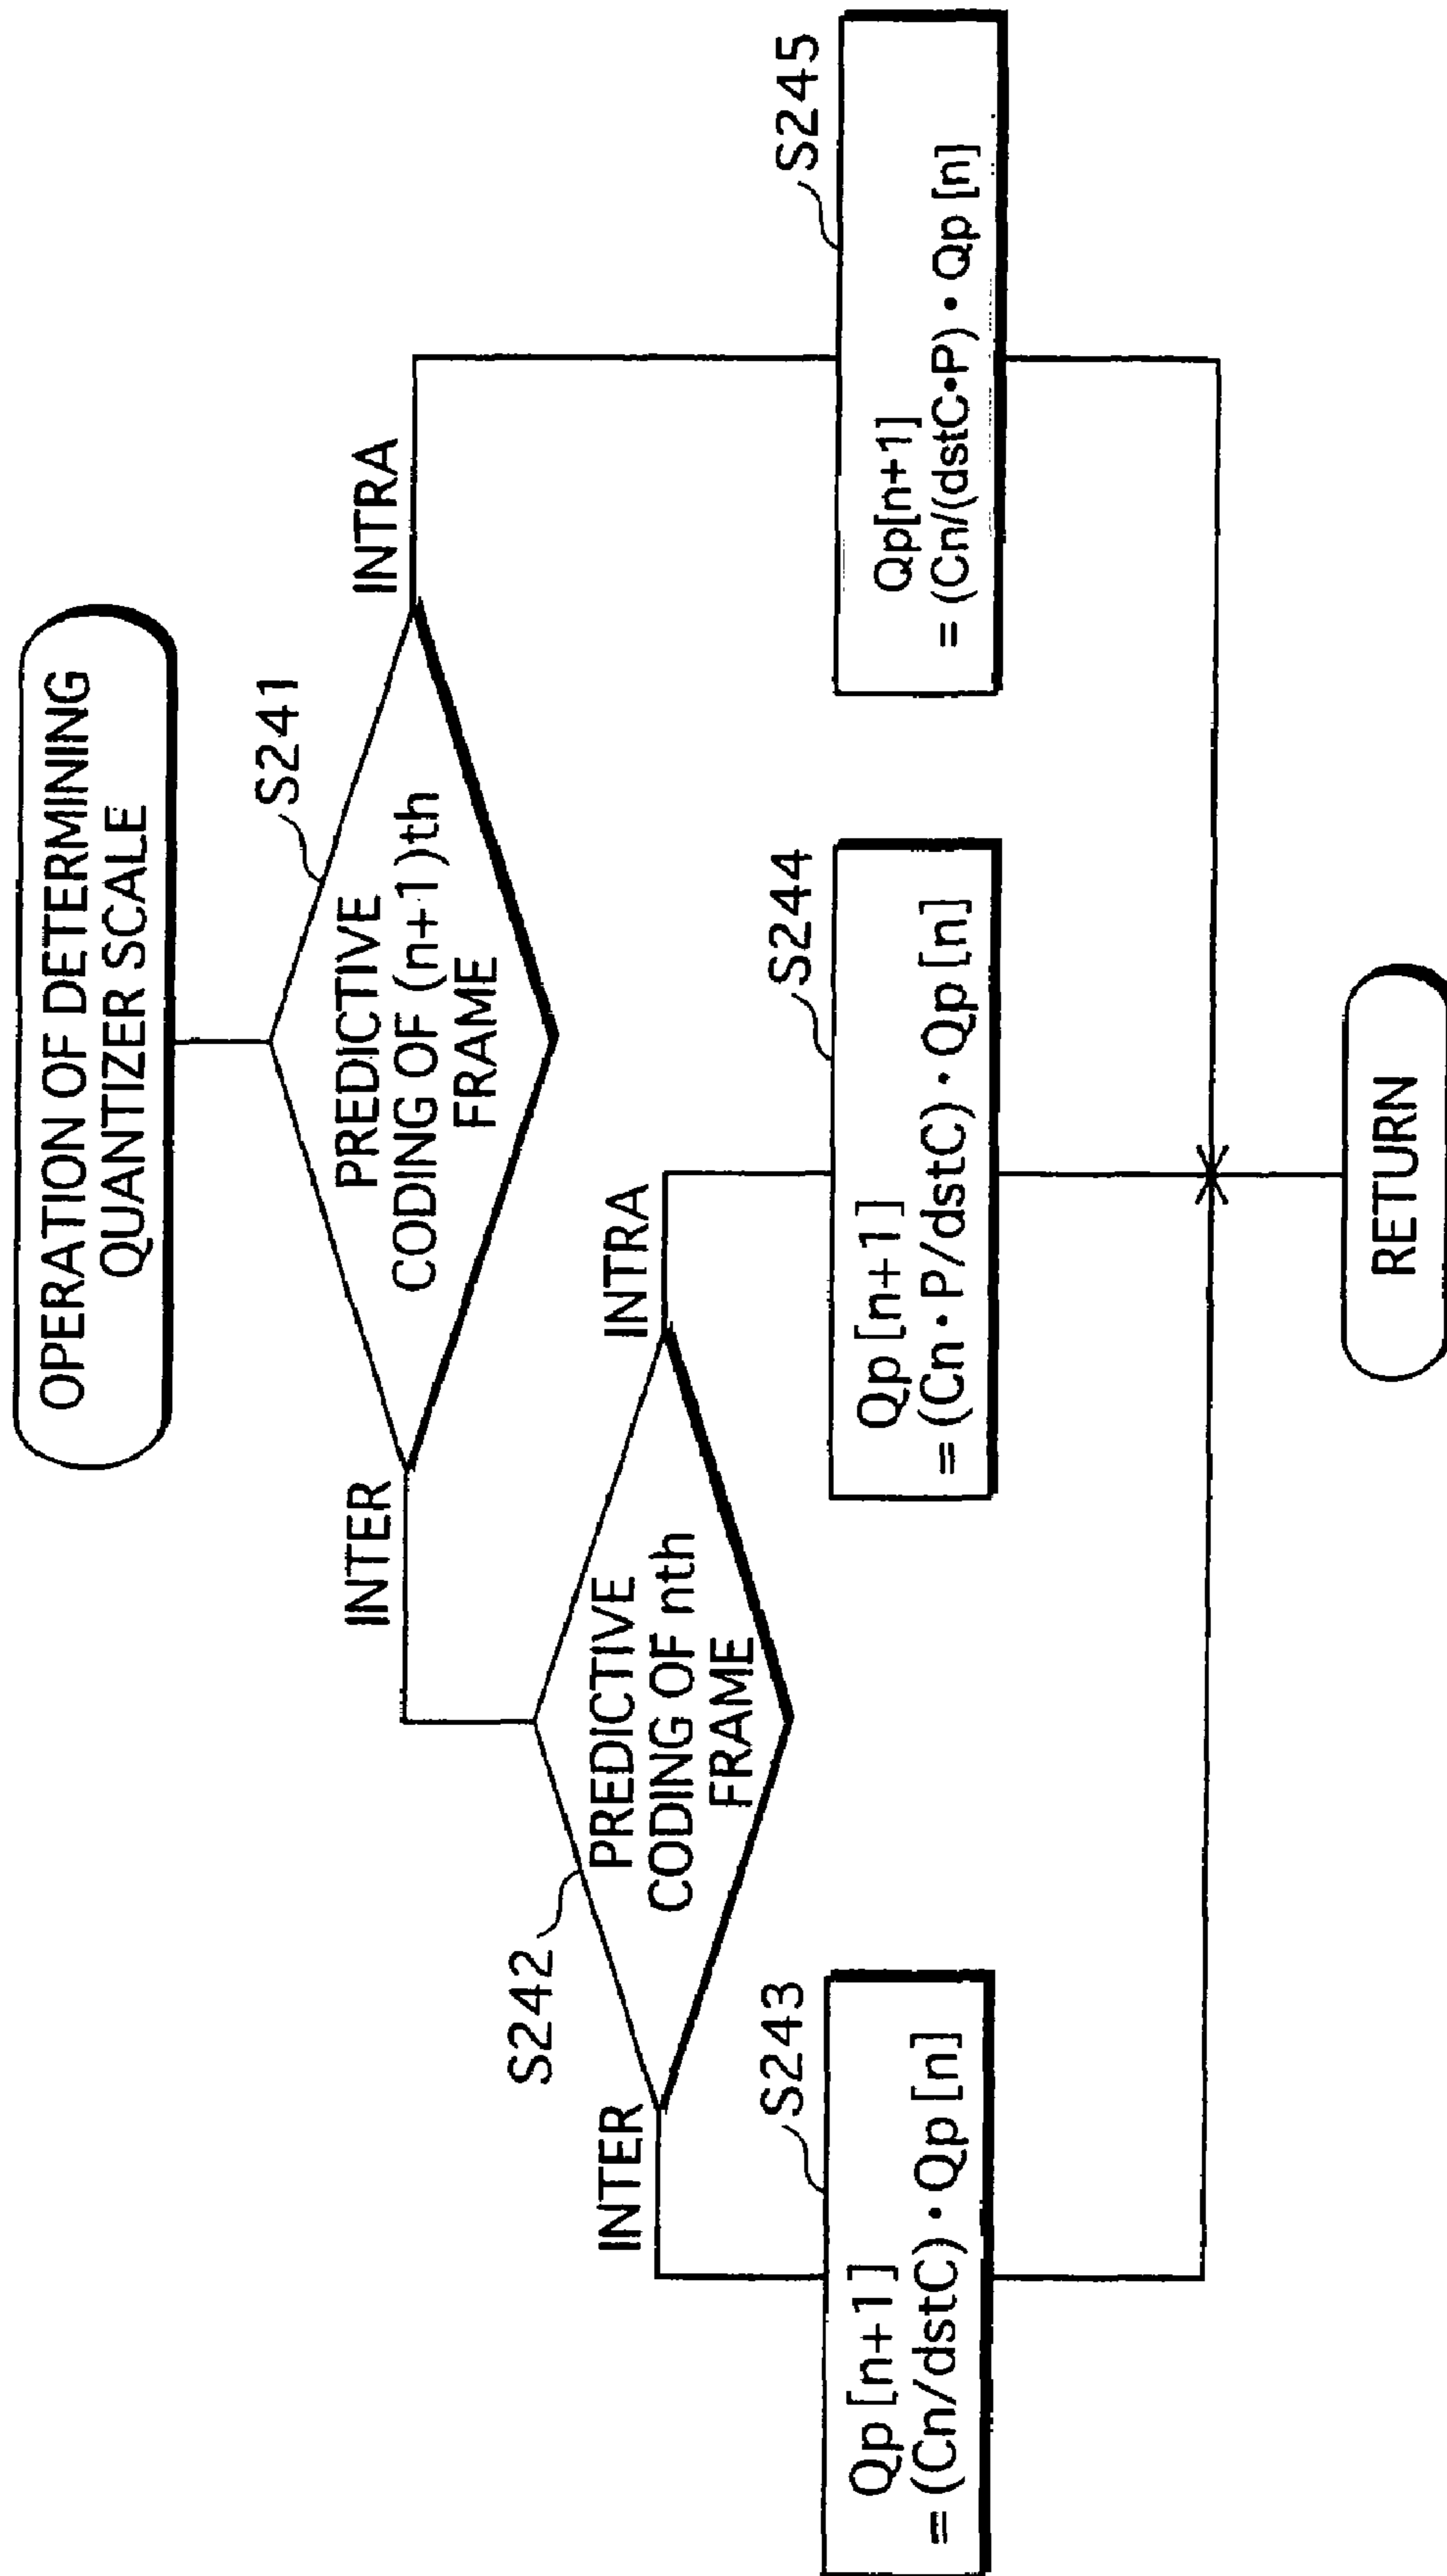 OPERATION OF DETERMINING
QUANTIZER SCALE
S241
PREDICTIVE
CODING OF (n+1)th
FRAME
INTER
INTRA
S242
PREDICTIVE
CODING OF nth
FRAME
INTER
INTRA
S243
Qp[n+1]
=(Cn/dstC)・Qp[n]
S244
Qp[n+1]
=(Cn・P/dstC)・Qp[n]
S245
Qp[n+1]
= (Cn/(dstC•P) • Qp [n]
RETURN